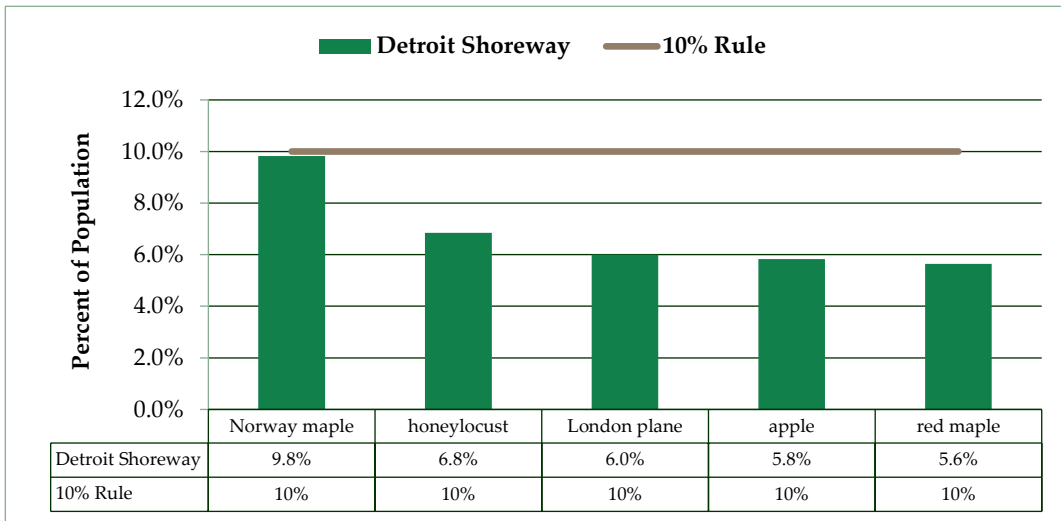 Detroit Shoreway 10% Rule
12.0%
10.0%
8.0%
6.0%
4.0%
2.0%
0.0%
Percent of Population
Norway maple honeylocust London plane apple red maple
Detroit Shoreway 9.8% 6.8% 6.0% 5.8% 5.6%
10% Rule 10% 10% 10% 10% 10%